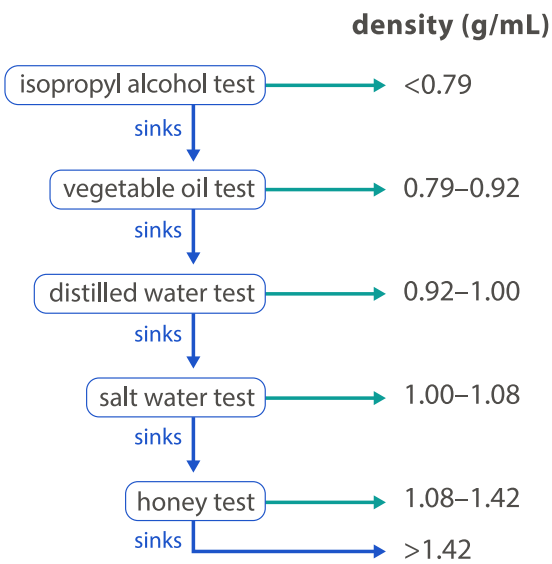 density (g/mL)
isopropyl alcohol test <0.79
sinks
vegetable oil test 0.79–0.92
sinks
distilled water test 0.92–1.00
sinks
salt water test 1.00–1.08
sinks
honey test 1.08–1.42
sinks >1.42